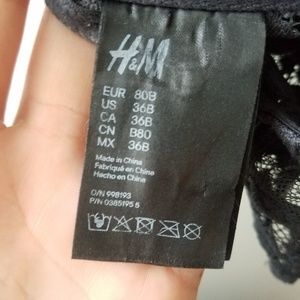 H&M
EUR 80B
US 36B
CA 36B
CN B80
MX 36B
Made in China
Fabriqué en Chine
Hecho en China
O/N 998193
P/N 0385195 5